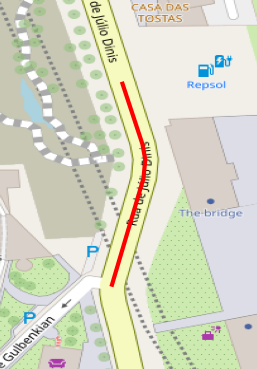 CASA DAS
TOSTAS
de Júlio Dinis
Repsol
Rua de Júlio Dinis
The bridge
e Gulbenkian
P
P